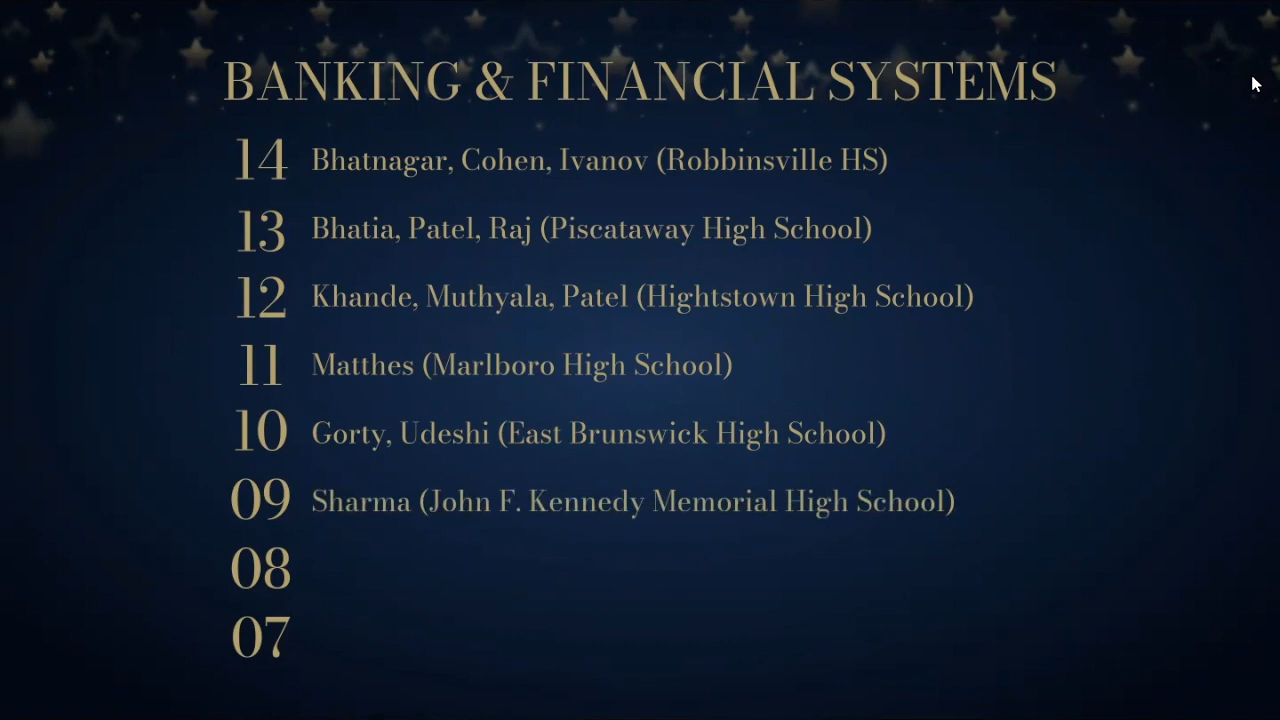 BANKING & FINANCIAL SYSTEMS
14 Bhatnagar, Cohen, Ivanov (Robbinsville HS)
13 Bhatia, Patel, Raj (Piscataway High School)
12 Khande, Muthyala, Patel (Hightstown High School)
11 Matthes (Marlboro High School)
10 Gorty, Udeshi (East Brunswick High School)
09 Sharma (John F. Kennedy Memorial High School)
08
07